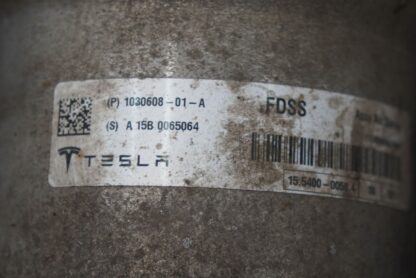 (P) 1030608-01-A
(S) A 15B 0065064
TESLA
FDSS